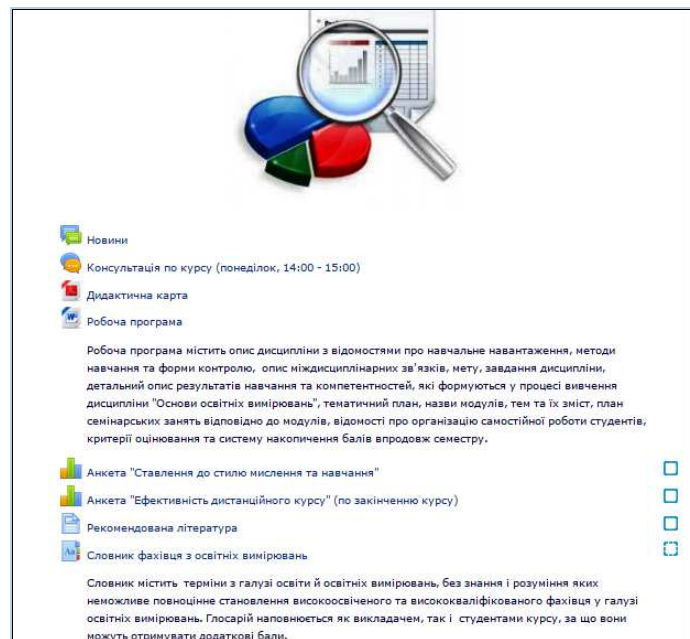 Новини
Консультація по курсу (понеділок, 14:00 - 15:00)
Дидактична карта
Робоча програма
Робоча програма містить опис дисципліни з відомостями про навчальне навантаження, методи
навчання та форми контролю, опис міждисциплінарних зв'язків, мету, завдання дисципліни,
детальний опис результатів навчання та компетентностей, які формуються у процесі вивчення
дисципліни "Основи освітніх вимірювань", тематичний план, назви модулів, тем та їх зміст, план
семінарських занять відповідно до модулів, відомості про організацію самостійної роботи студентів,
критерії оцінювання та систему накопичення балів впродовж семестру.
Анкета "Ставлення до стилю мислення та навчання"
Анкета "Ефективність дистанційного курсу" (по закінченню курсу)
Рекомендована література
Словник фахівця з освітніх вимірювань
Словник містить терміни з галузі освіти й освітніх вимірювань, без знання і розуміння яких
неможливе повноцінне становлення високоосвіченого та висококваліфікованого фахівця у галузі
освітніх вимірювань. Глосарій наповнюється як викладачем, так і студентами курсу, за що вони
можуть отримувати додаткові бали.